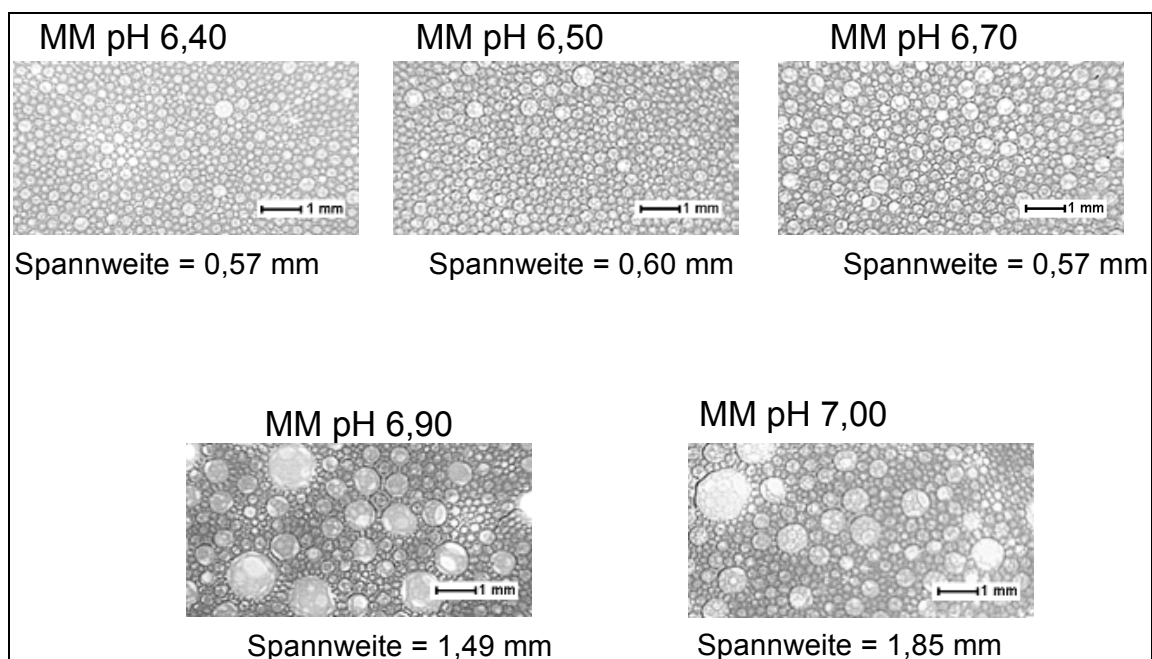 MM pH 6,40
MM pH 6,50
MM pH 6,70
1 mm
1 mm
1 mm
Spannweite = 0,57 mm
Spannweite = 0,60 mm
Spannweite = 0,57 mm
MM pH 6,90
MM pH 7,00
1 mm
1 mm
Spannweite = 1,49 mm
Spannweite = 1,85 mm